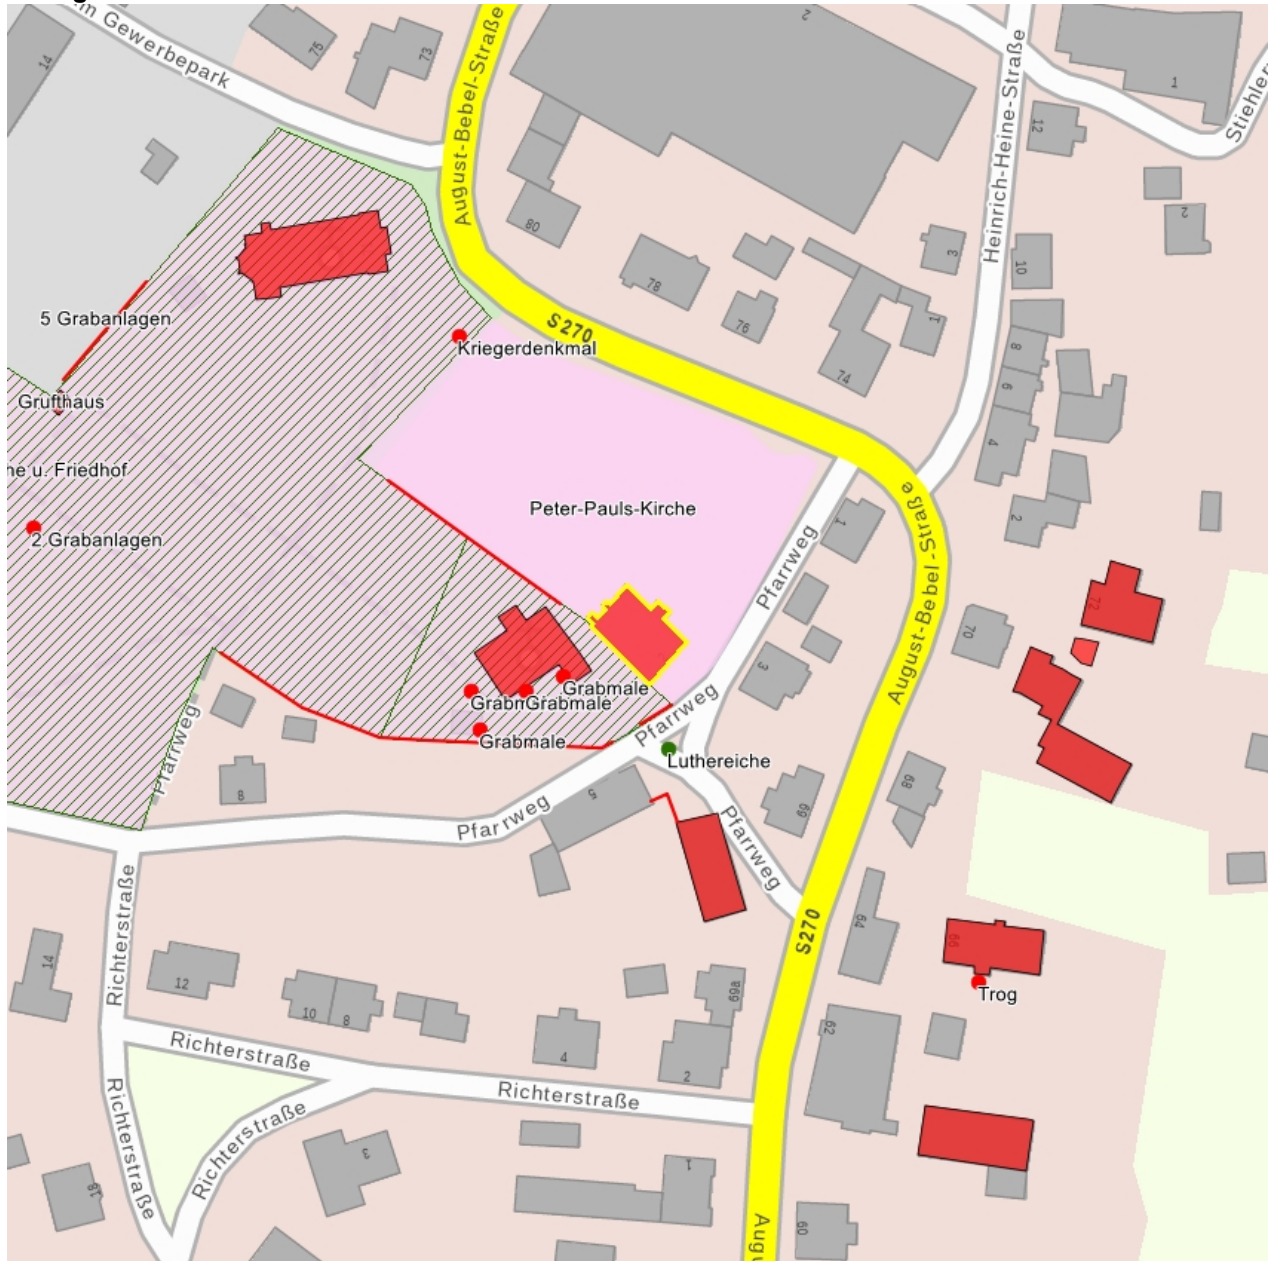 m Gewerbepark
14
75
73
August-Bebel-Straße
2
1
Heinrich-Heine-Straße
Stiehler
12
2
80
3
10
78
76
1
74
S270
5 Grabanlagen
Kriegerdenkmal
8
6
4
Grufthaus
ne u. Friedhof
2 Grabanlagen
Peter-Pauls-Kirche
1
Pfarrweg
August-Bebel-Straße
2
72
70
3
Grabmale
Grabm
Grabmale
Grabmale
Pfarrweg
Luthereiche
Pfarrweg
8
5
Pfarrweg
Pfarrweg
69
68
64
S270
66
Trog
Richterstraße
14
12
10
8
69a
4
2
62
Richterstraße
Richterstraße
Richterstraße
Richterstraße
3
1
18
60
Augu